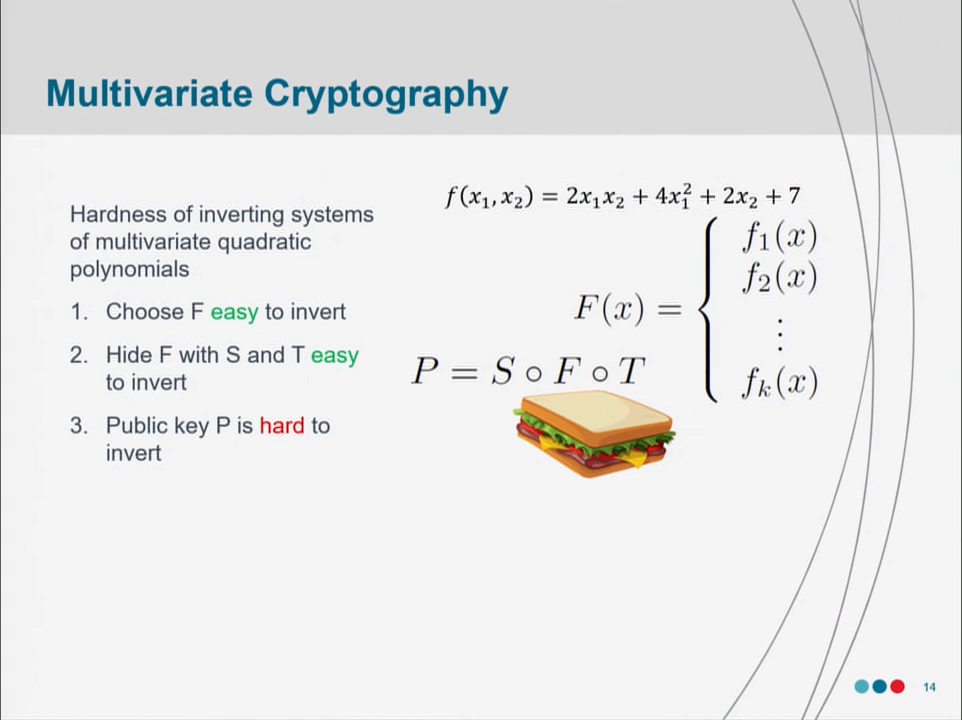 Multivariate Cryptography
Hardness of inverting systems
of multivariate quadratic
polynomials
1. Choose F easy to invert
2. Hide F with S and T easy
to invert
3. Public key P is hard to
invert
f(x₁, x₂) = 2x₁x₂ + 4x₁² + 2x₂ + 7
F(x) = {
f₁(x)
f₂(x)
⋮
fₖ(x)
P = S ∘ F ∘ T
14